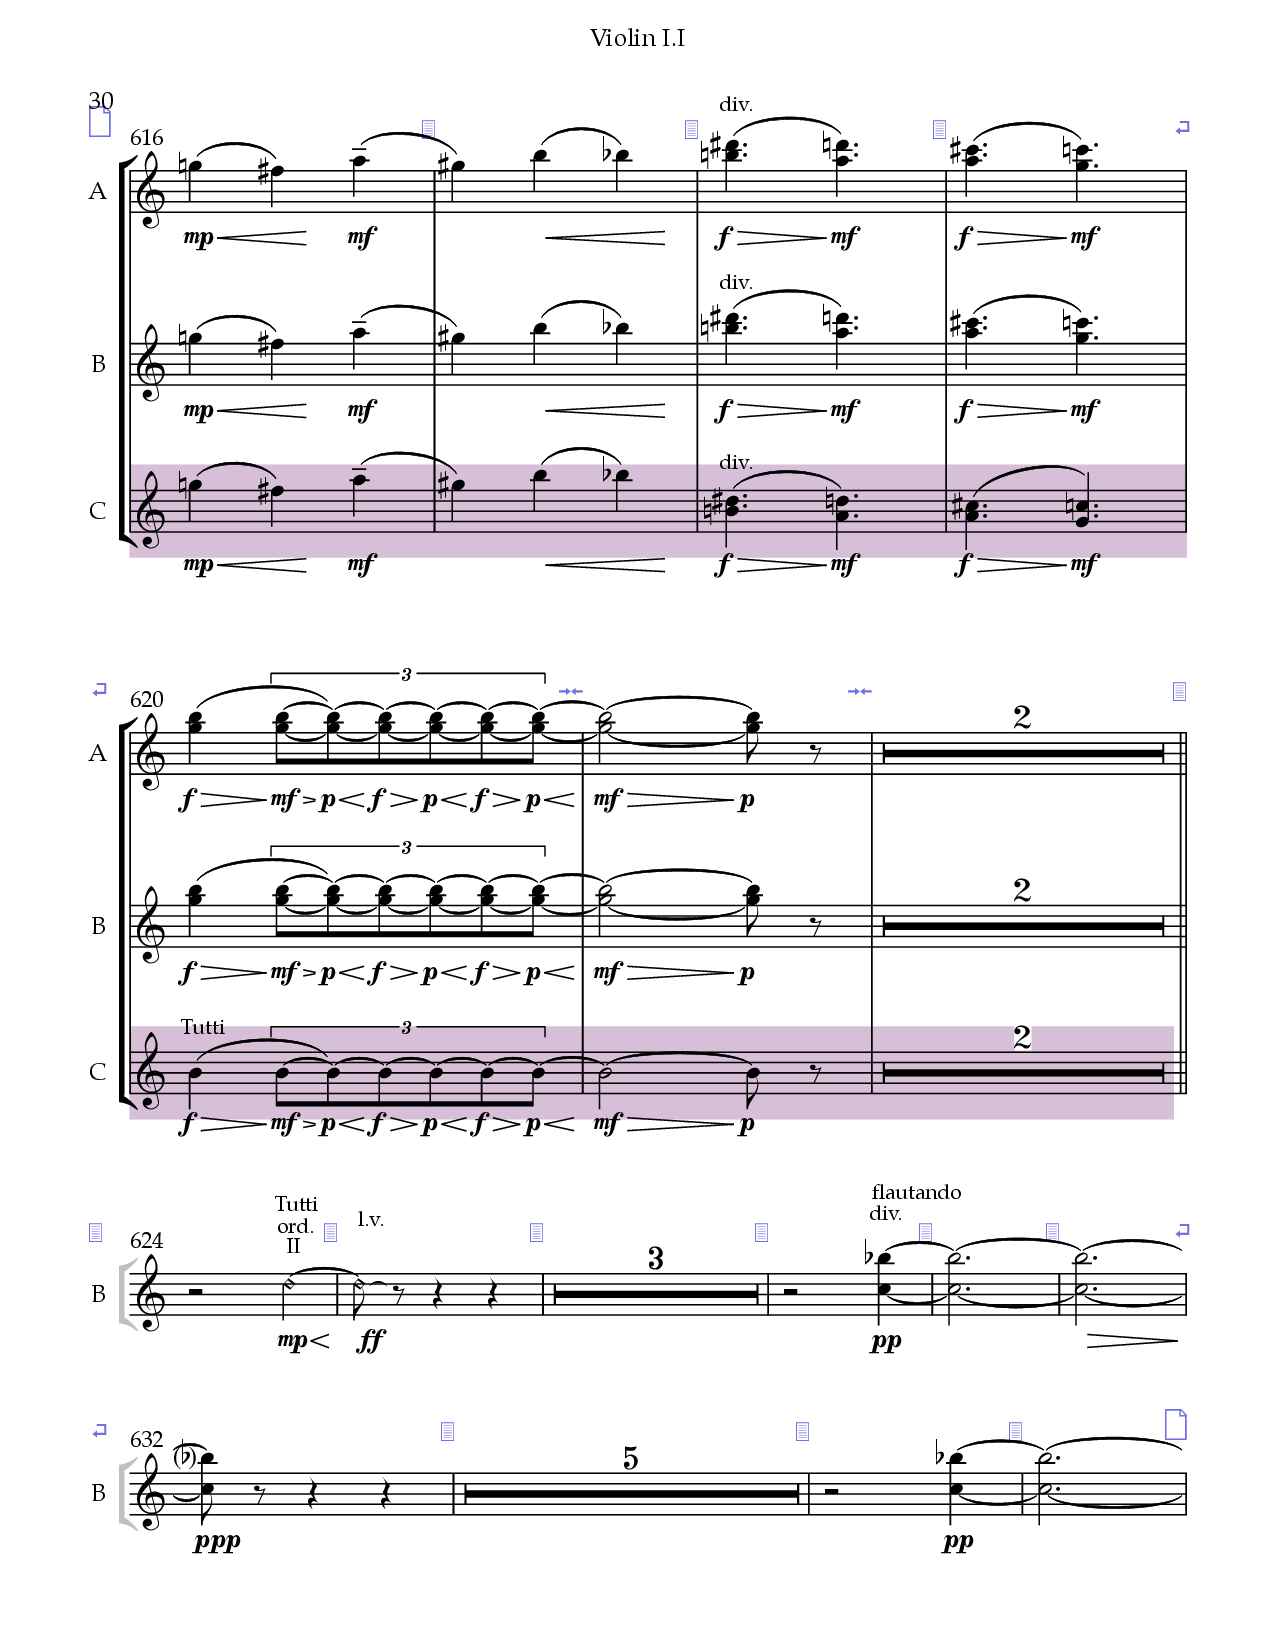 Violin I.I
30
616
div.
A
mp mf f mf f mf
div.
B
mp mf f mf f mf
div.
C
mp mf f mf f mf
620
3
2
A
f mf p f p f p mf p
3
2
B
f mf p f p f p mf p
Tutti
3
2
C
f mf p f p f p mf p
624
Tutti
ord.
II
l.v.
3
flautando
div.
B
mp ff pp
632
5
B
ppp pp